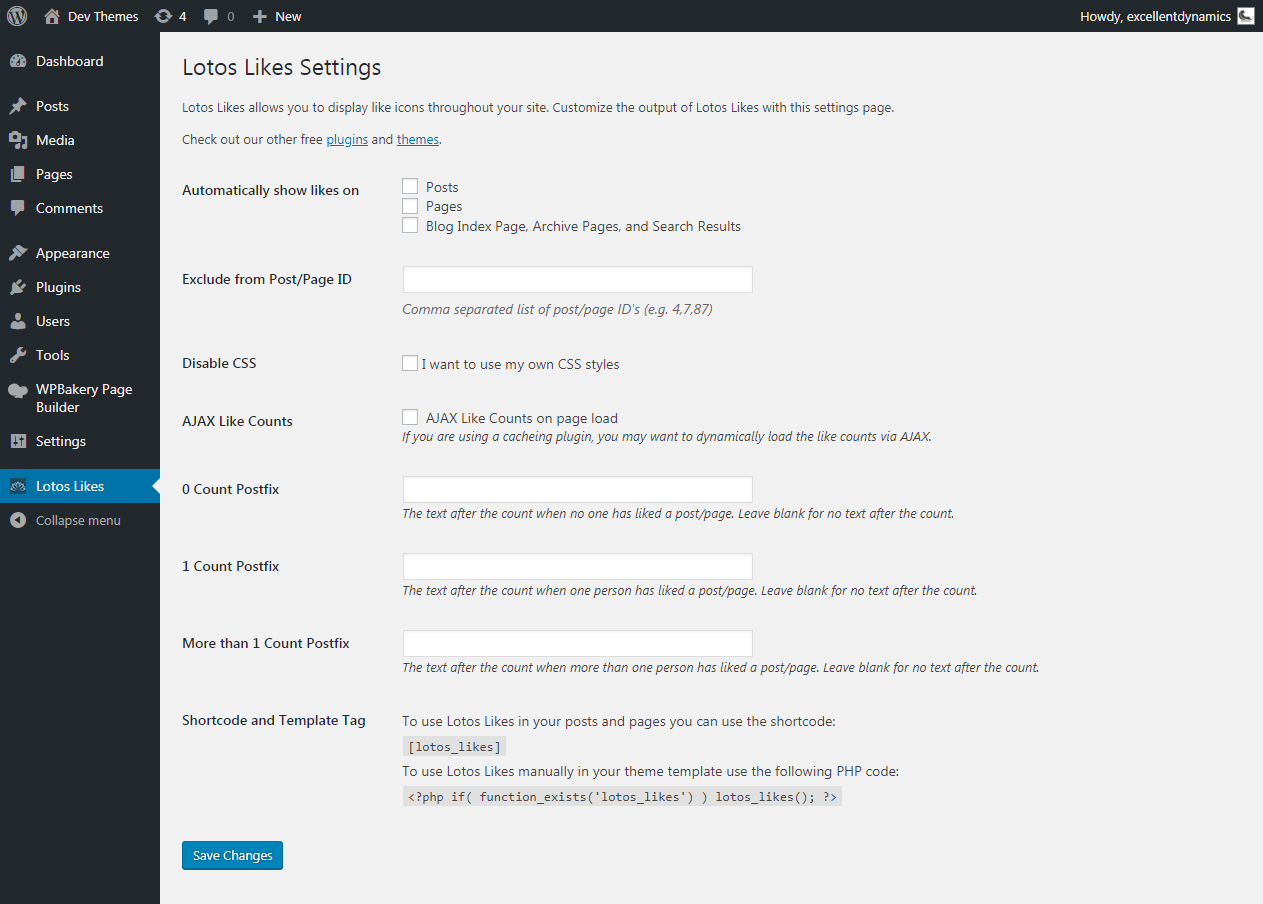 Dev Themes 4 0 New Howdy, excellentdynamics
Dashboard
Posts
Media
Pages
Comments
Appearance
Plugins
Users
Tools
WPBakery Page
Builder
Settings
Lotos Likes
Collapse menu
Lotos Likes Settings
Lotos Likes allows you to display like icons throughout your site. Customize the output of Lotos Likes with this settings page.
Check out our other free plugins and themes.
Automatically show likes on
Posts
Pages
Blog Index Page, Archive Pages, and Search Results
Exclude from Post/Page ID
Comma separated list of post/page ID's (e.g. 4,7,87)
Disable CSS
I want to use my own CSS styles
AJAX Like Counts
AJAX Like Counts on page load
If you are using a cacheing plugin, you may want to dynamically load the like counts via AJAX.
0 Count Postfix
The text after the count when no one has liked a post/page. Leave blank for no text after the count.
1 Count Postfix
The text after the count when one person has liked a post/page. Leave blank for no text after the count.
More than 1 Count Postfix
The text after the count when more than one person has liked a post/page. Leave blank for no text after the count.
Shortcode and Template Tag
To use Lotos Likes in your posts and pages you can use the shortcode:
[lotos_likes]
To use Lotos Likes manually in your theme template use the following PHP code:
<?php if( function_exists('lotos_likes') ) lotos_likes(); ?>
Save Changes